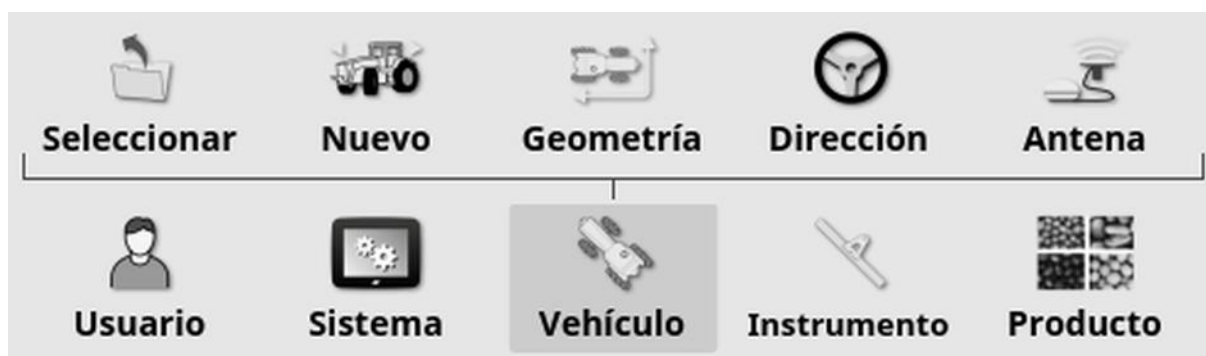 Seleccionar Nuevo Geometría Dirección Antena
Usuario Sistema Vehículo Instrumento Producto